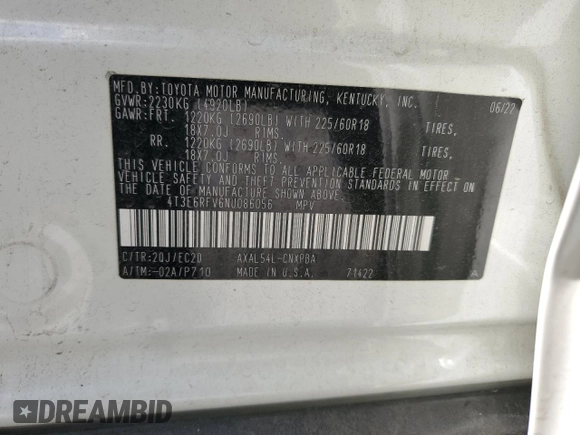 MFD. BY: TOYOTA MOTOR MANUFACTURING, KENTUCKY, INC.
GVWR: 2230KG (4920LB) 06/22
GAWR: FRT. 1220KG (2690LB) WITH 225/60R18 TIRES,
18X7.0J RIMS
RR. 1220KG (2690LB) WITH 225/60R18 TIRES,
18X7.0J RIMS
THIS VEHICLE CONFORMS TO ALL APPLICABLE FEDERAL MOTOR
VEHICLE SAFETY AND THEFT PREVENTION STANDARDS IN EFFECT ON
THE DATE OF MANUFACTURE SHOWN ABOVE.
4T3E6RFV6NU086056 MPV
C/TR: 2QJ/EC20
A/TM: -02A/P710
AXAL54L-CNXPBA
MADE IN U.S.A. 71422
DREAMBID